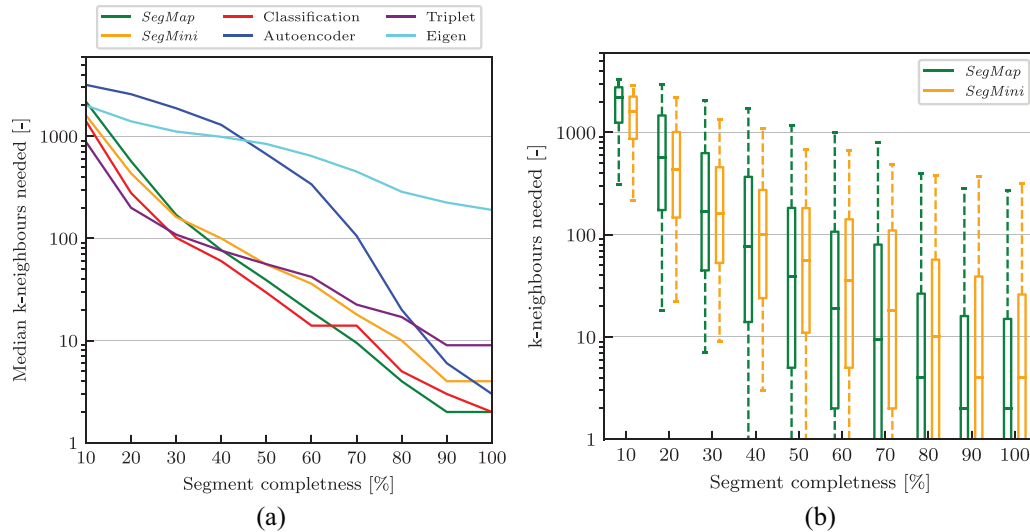 (a)
SegMap
Classification
Triplet
SegMini
Autoencoder
Eigen
Median k-neighbours needed [-]
1000
100
10
1
10 20 30 40 50 60 70 80 90 100
Segment completness [%]
(a)
(b)
SegMap
SegMini
k-neighbours needed [-]
1000
100
10
1
10 20 30 40 50 60 70 80 90 100
Segment completness [%]
(b)